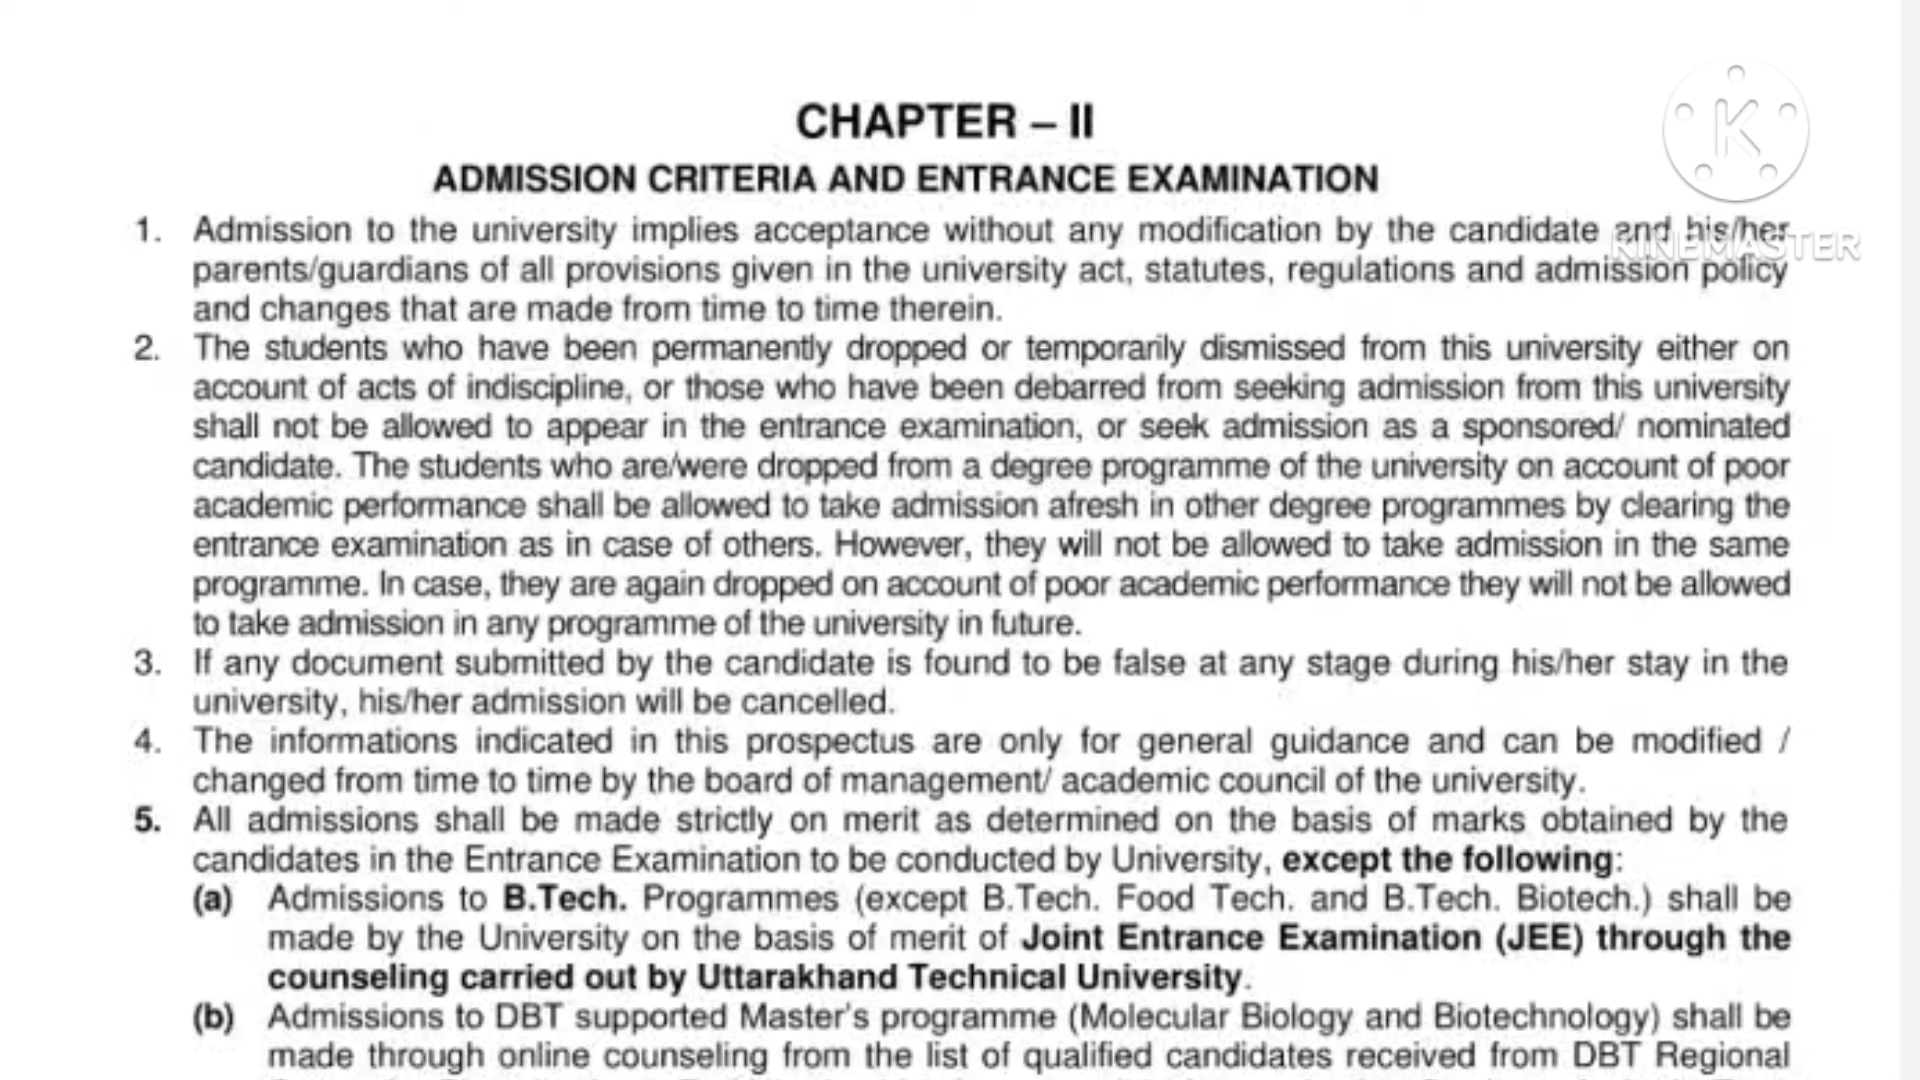 CHAPTER – II
ADMISSION CRITERIA AND ENTRANCE EXAMINATION
1. Admission to the university implies acceptance without any modification by the candidate and his/her
parents/guardians of all provisions given in the university act, statutes, regulations and admission policy
and changes that are made from time to time therein.
2. The students who have been permanently dropped or temporarily dismissed from this university either on
account of acts of indiscipline, or those who have been debarred from seeking admission from this university
shall not be allowed to appear in the entrance examination, or seek admission as a sponsored/ nominated
candidate. The students who are/were dropped from a degree programme of the university on account of poor
academic performance shall be allowed to take admission afresh in other degree programmes by clearing the
entrance examination as in case of others. However, they will not be allowed to take admission in the same
programme. In case, they are again dropped on account of poor academic performance they will not be allowed
to take admission in any programme of the university in future.
3. If any document submitted by the candidate is found to be false at any stage during his/her stay in the
university, his/her admission will be cancelled.
4. The informations indicated in this prospectus are only for general guidance and can be modified /
changed from time to time by the board of management/ academic council of the university.
5. All admissions shall be made strictly on merit as determined on the basis of marks obtained by the
candidates in the Entrance Examination to be conducted by University, except the following:
(a) Admissions to B.Tech. Programmes (except B.Tech. Food Tech. and B.Tech. Biotech.) shall be
made by the University on the basis of merit of Joint Entrance Examination (JEE) through the
counseling carried out by Uttarakhand Technical University.
(b) Admissions to DBT supported Master's programme (Molecular Biology and Biotechnology) shall be
made through online counseling from the list of qualified candidates received from DBT Regional
K
KINEMASTER